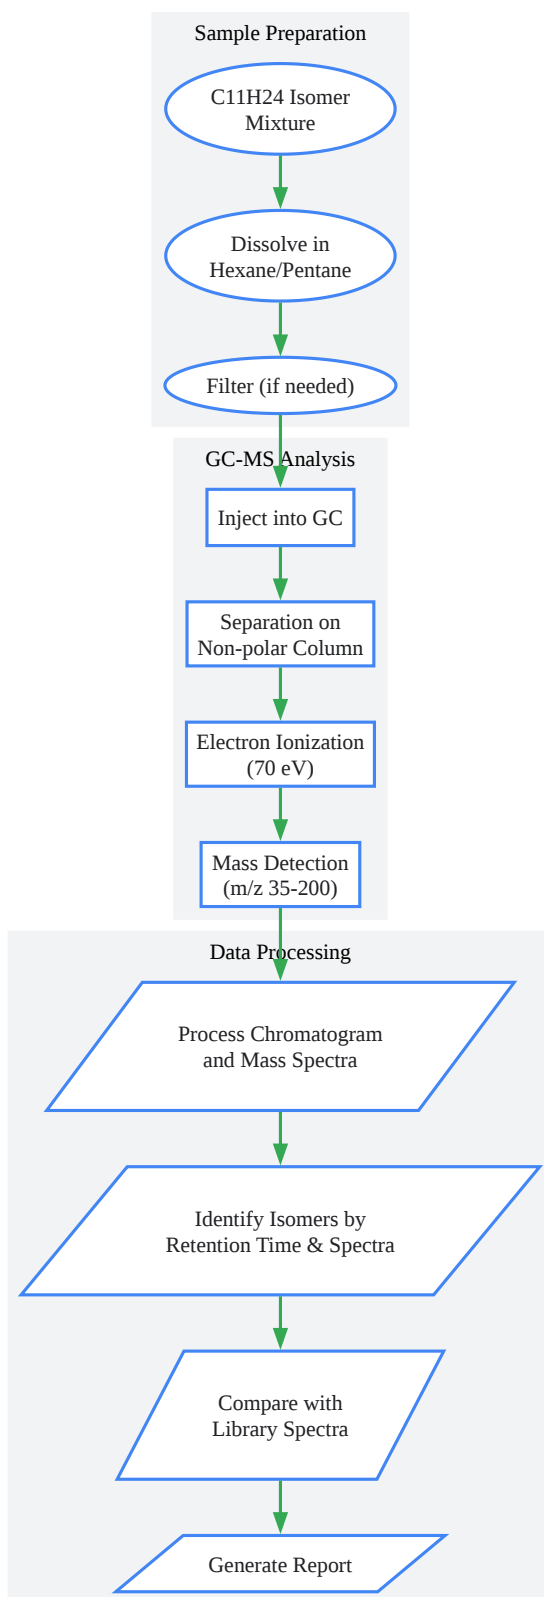 Sample Preparation
C11H24 Isomer
Mixture
Dissolve in
Hexane/Pentane
Filter (if needed)
GC-MS Analysis
Inject into GC
Separation on
Non-polar Column
Electron Ionization
(70 eV)
Mass Detection
(m/z 35-200)
Data Processing
Process Chromatogram
and Mass Spectra
Identify Isomers by
Retention Time & Spectra
Compare with
Library Spectra
Generate Report